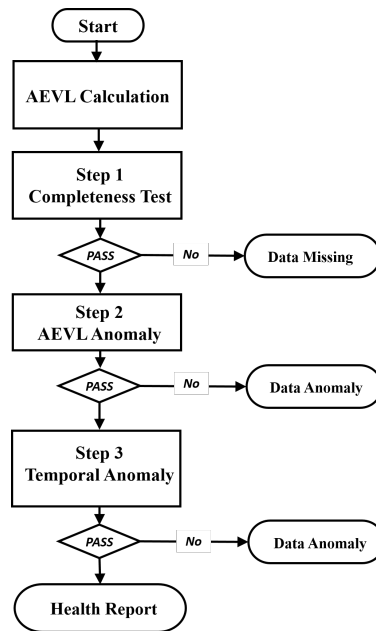 Start
AEVL Calculation
Step 1
Completeness Test
PASS
No
Data Missing
Step 2
AEVL Anomaly
PASS
No
Data Anomaly
Step 3
Temporal Anomaly
PASS
No
Data Anomaly
Health Report